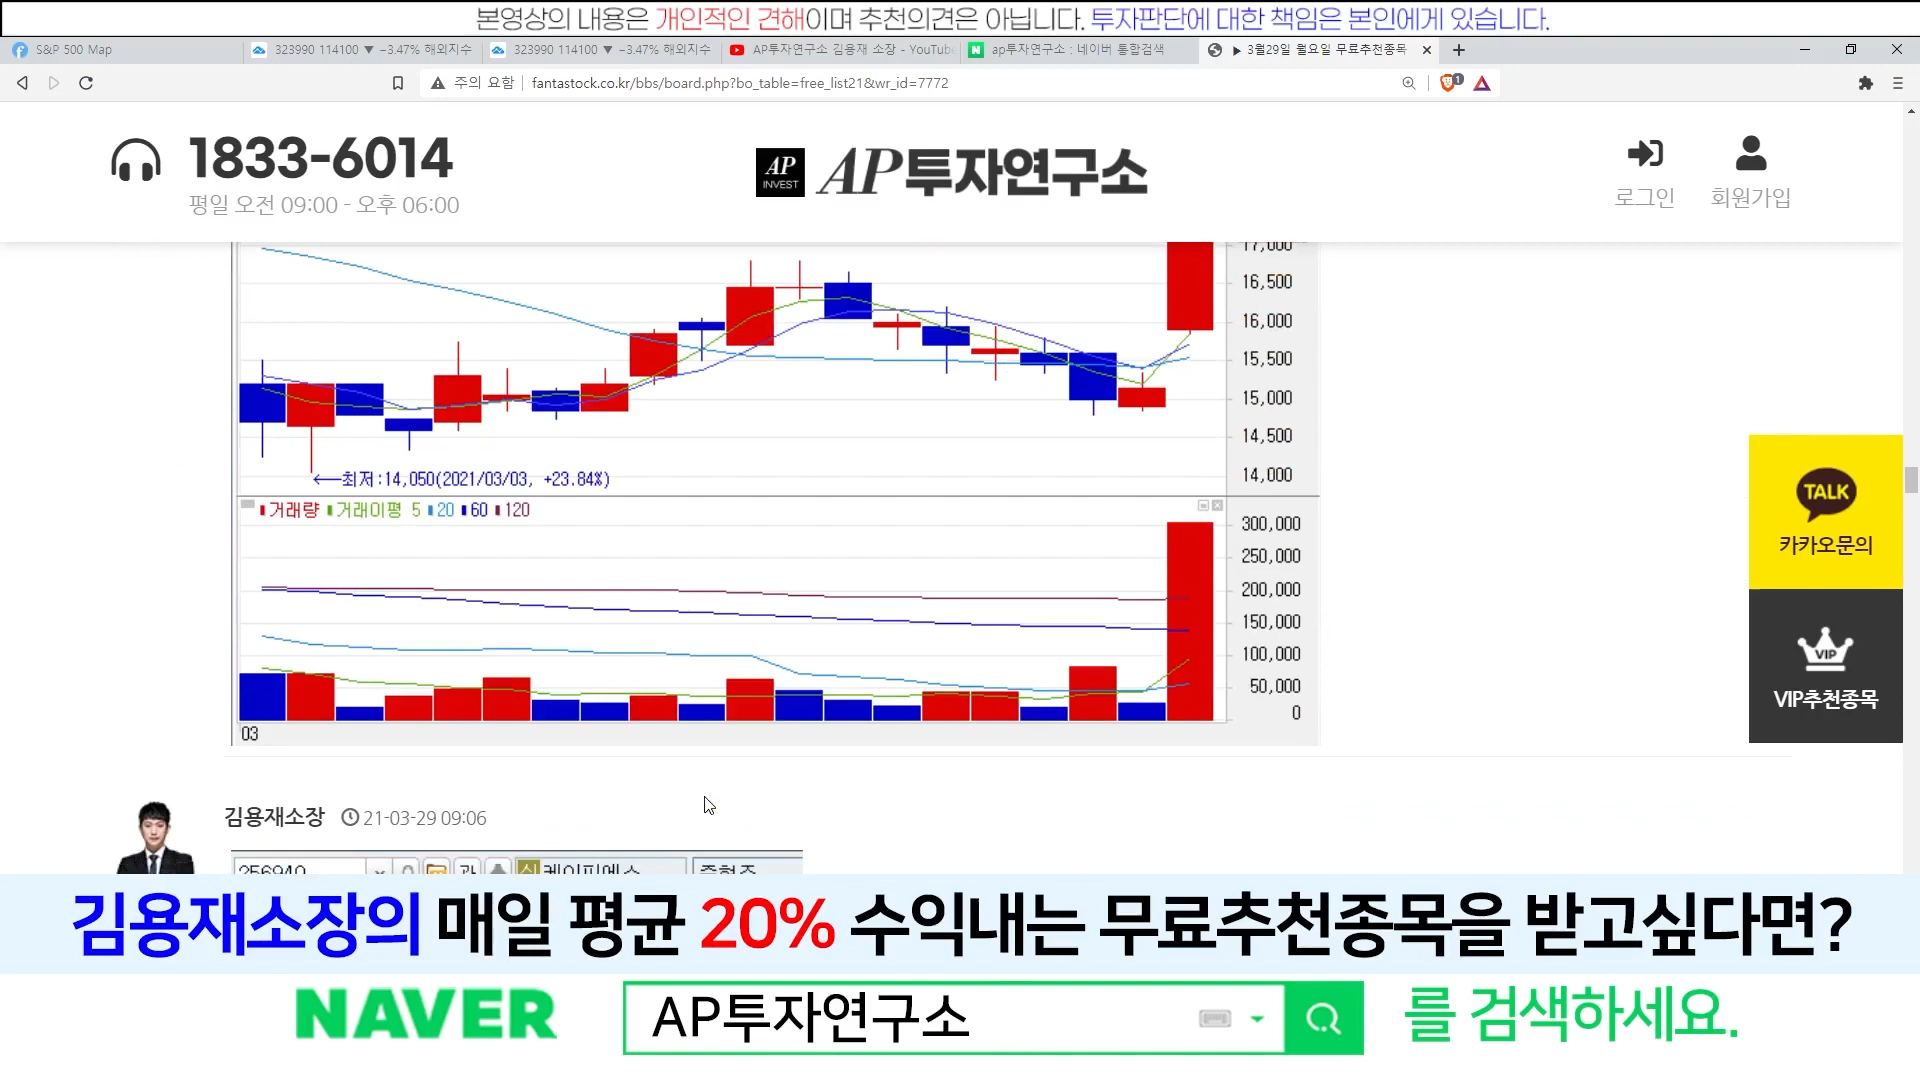 본영상의 내용은 개인적인 견해이며 추천의견은 아닙니다. 투자판단에 대한 책임은 본인에게 있습니다.
S&P 500 Map
323990 114100 ▼ -3.47% 해외지수
323990 114100 ▼ -3.47% 해외지수
AP투자연구소 김용재 소장 - YouTube
ap투자연구소 : 네이버 통합검색
▶ 3월29일 월요일 무료추천종목
주의 요함
fantastock.co.kr/bbs/board.php?bo_table=free_list21&wr_id=7772
1
1833-6014
평일 오전 09:00 - 오후 06:00
AP INVEST
AP투자연구소
로그인
회원가입
17,000
16,500
16,000
15,500
15,000
14,500
14,000
←최저:14,050(2021/03/03, +23.84%)
거래량 거래이평 5 20 60 120
300,000
250,000
200,000
150,000
100,000
50,000
0
03
TALK
카카오문의
VIP
VIP추천종목
김용재소장 21-03-29 09:06
256940
케이피에스
김용재소장의 매일 평균 20% 수익내는 무료추천종목을 받고싶다면?
NAVER AP투자연구소 를 검색하세요.